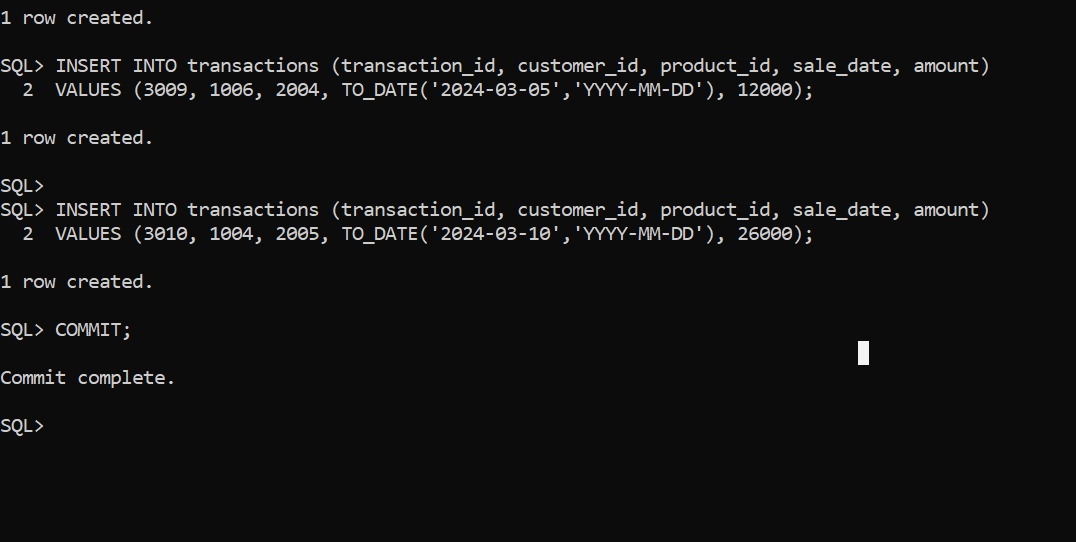 1 row created.
SQL> INSERT INTO transactions (transaction_id, customer_id, product_id, sale_date, amount)
2 VALUES (3009, 1006, 2004, TO_DATE('2024-03-05','YYYY-MM-DD'), 12000);
1 row created.
SQL>
SQL> INSERT INTO transactions (transaction_id, customer_id, product_id, sale_date, amount)
2 VALUES (3010, 1004, 2005, TO_DATE('2024-03-10','YYYY-MM-DD'), 26000);
1 row created.
SQL> COMMIT;
Commit complete.
SQL>